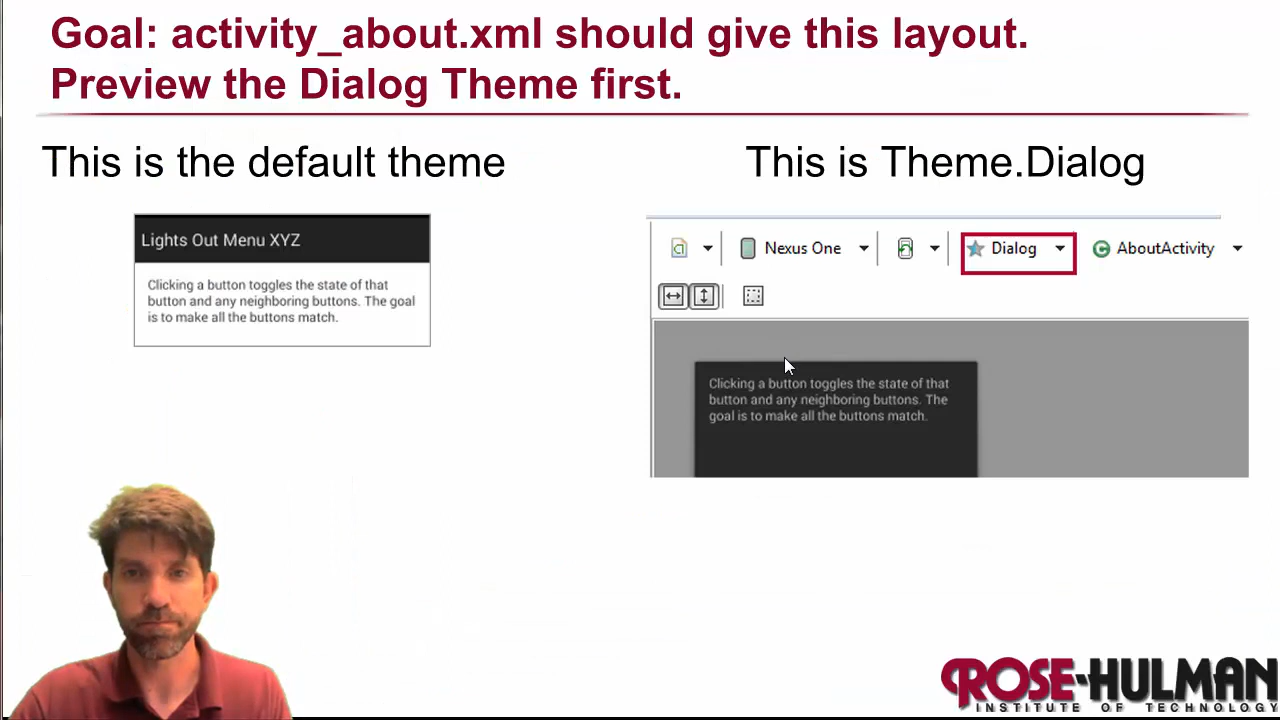 Goal: activity_about.xml should give this layout.
Preview the Dialog Theme first.
This is the default theme
This is Theme.Dialog
Lights Out Menu XYZ
Clicking a button toggles the state of that
button and any neighboring buttons. The goal
is to make all the buttons match.
Nexus One
Dialog
AboutActivity
Clicking a button toggles the state of that
button and any neighboring buttons. The
goal is to make all the buttons match.
ROSE-HULMAN
INSTITUTE OF TECHNOLOGY